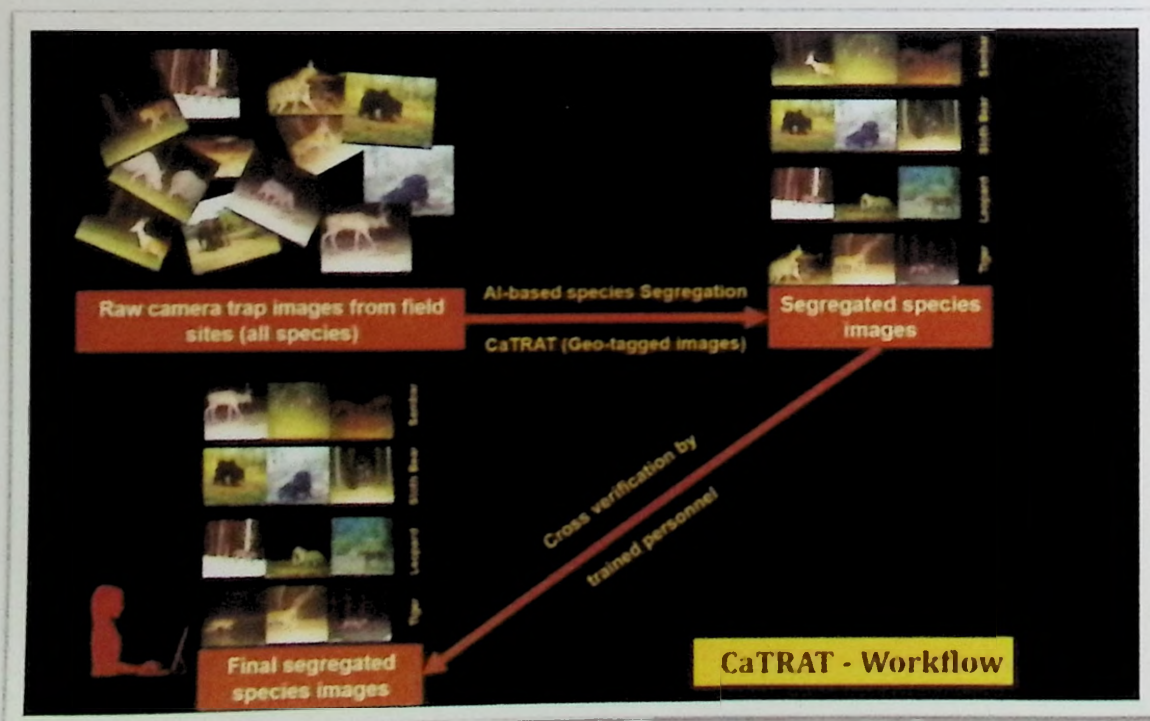 Sambar
Sloth Bear
Leopard
Tiger
Raw camera trap images from field
sites (all species)
AI-based species Segregation
CaTRAT (Geo-tagged images)
Segregated species
images
Sambar
Sloth Bear
Leopard
Tiger
Cross verification by
trained personnel
Final segregated
species images
CaTRAT - Workflow